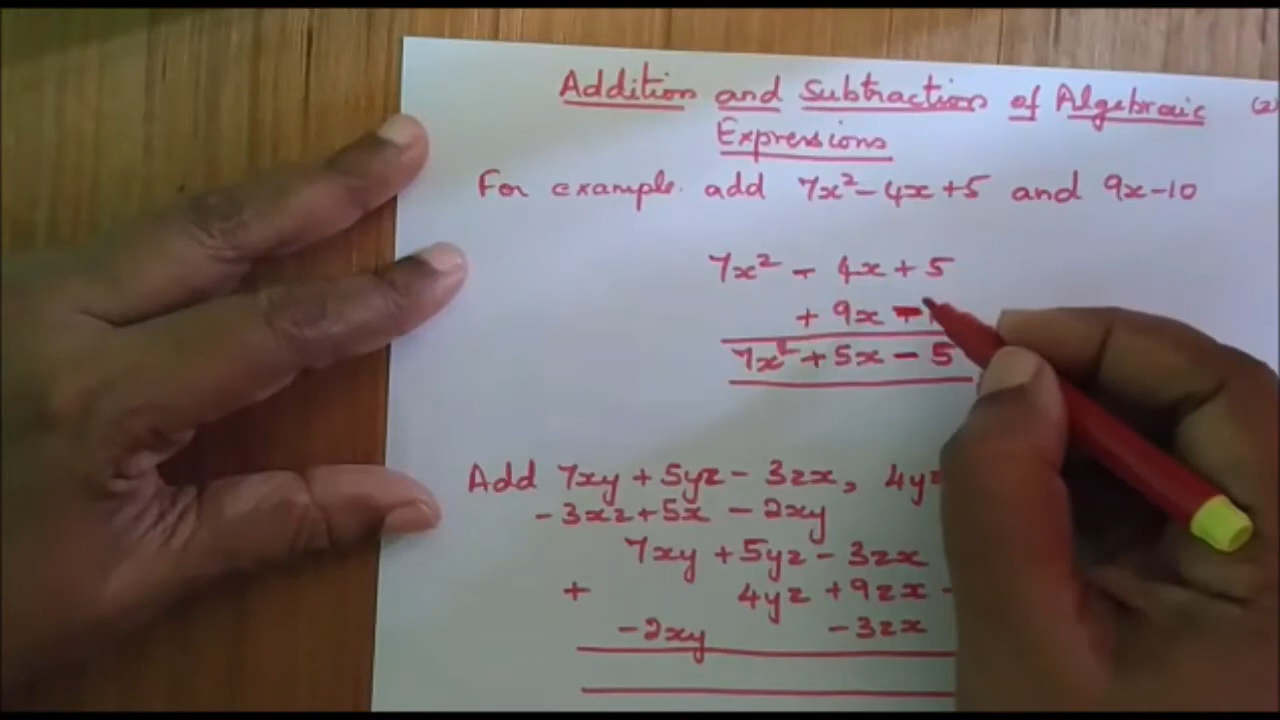 Addition and Subtraction of Algebraic (2)
Expressions
For example. add 7x² - 4x + 5 and 9x - 10
7x² - 4x + 5
+ 9x -
7x² + 5x - 5
Add 7xy + 5yz - 3zx,
-3xz + 5x - 2xy
7xy + 5yz - 3zx
+ 4yz + 9zx -
-2xy -3zx